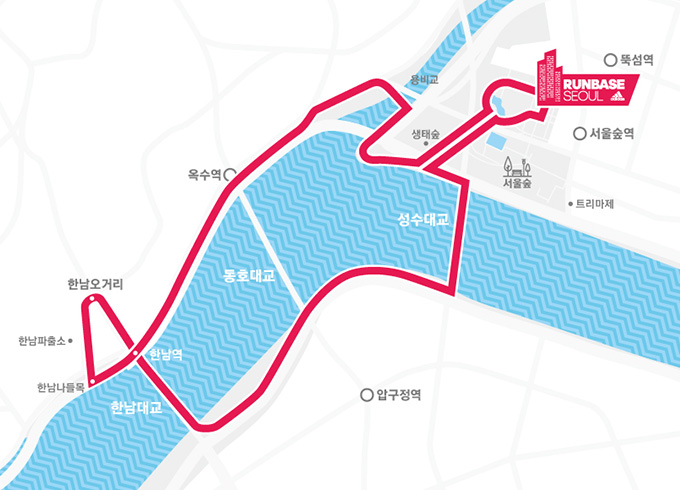 용비교
뚝섬역
RUNBASE
SEOUL
adidas
생태숲
서울숲역
서울숲
옥수역
트리마제
성수대교
동호대교
한남오거리
한남파출소
한남역
한남나들목
한남대교
압구정역